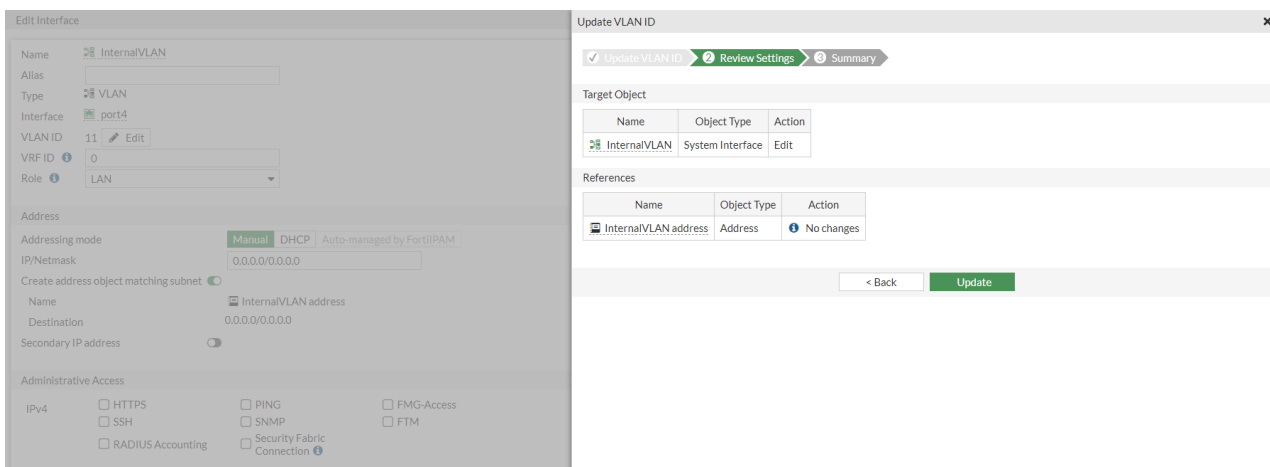 Edit Interface
Name InternalVLAN
Alias
Type VLAN
Interface port4
VLAN ID 11 Edit
VRF ID 0
Role LAN
Address
Addressing mode Manual DHCP Auto-managed by FortiIPAM
IP/Netmask 0.0.0.0/0.0.0.0
Create address object matching subnet
Name InternalVLAN address
Destination 0.0.0.0/0.0.0.0
Secondary IP address
Administrative Access
IPv4 HTTPS PING FMG-Access
SSH SNMP FTM
RADIUS Accounting Security Fabric
Connection
Update VLAN ID
Update VLAN ID 2 Review Settings 3 Summary
Target Object
Name Object Type Action
InternalVLAN System Interface Edit
References
Name Object Type Action
InternalVLAN address Address No changes
< Back Update